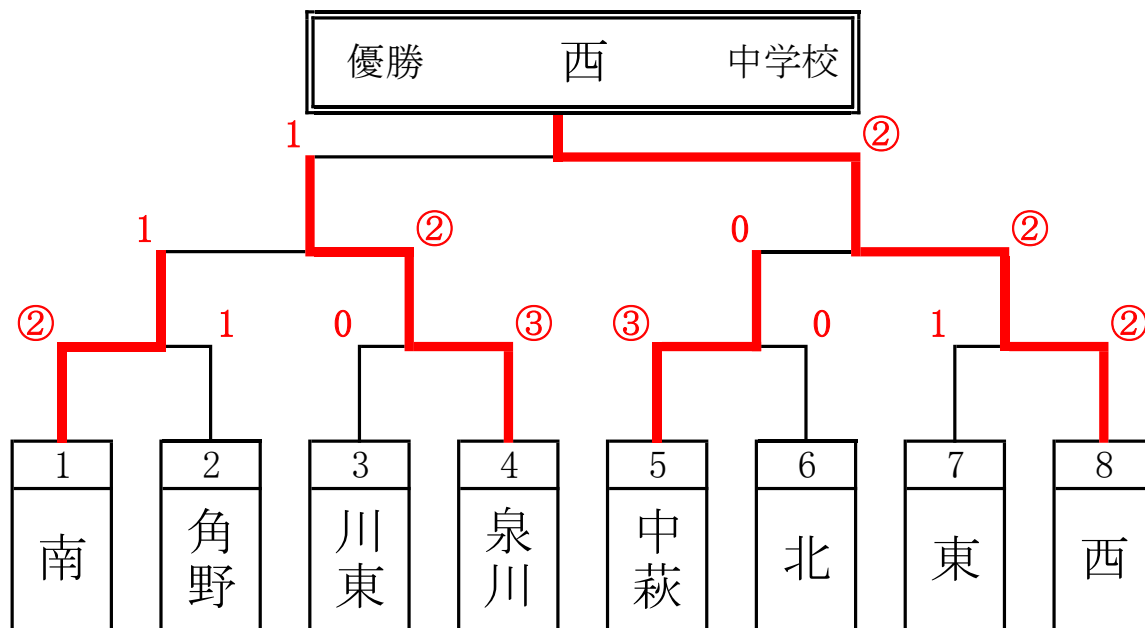 優勝 西 中学校
1 ②
1 ② 0 ②
② 1 0 ③ ③ 0 1 ②
1 2 3 4 5 6 7 8
南 角野 川東 泉川 中萩 北 東 西